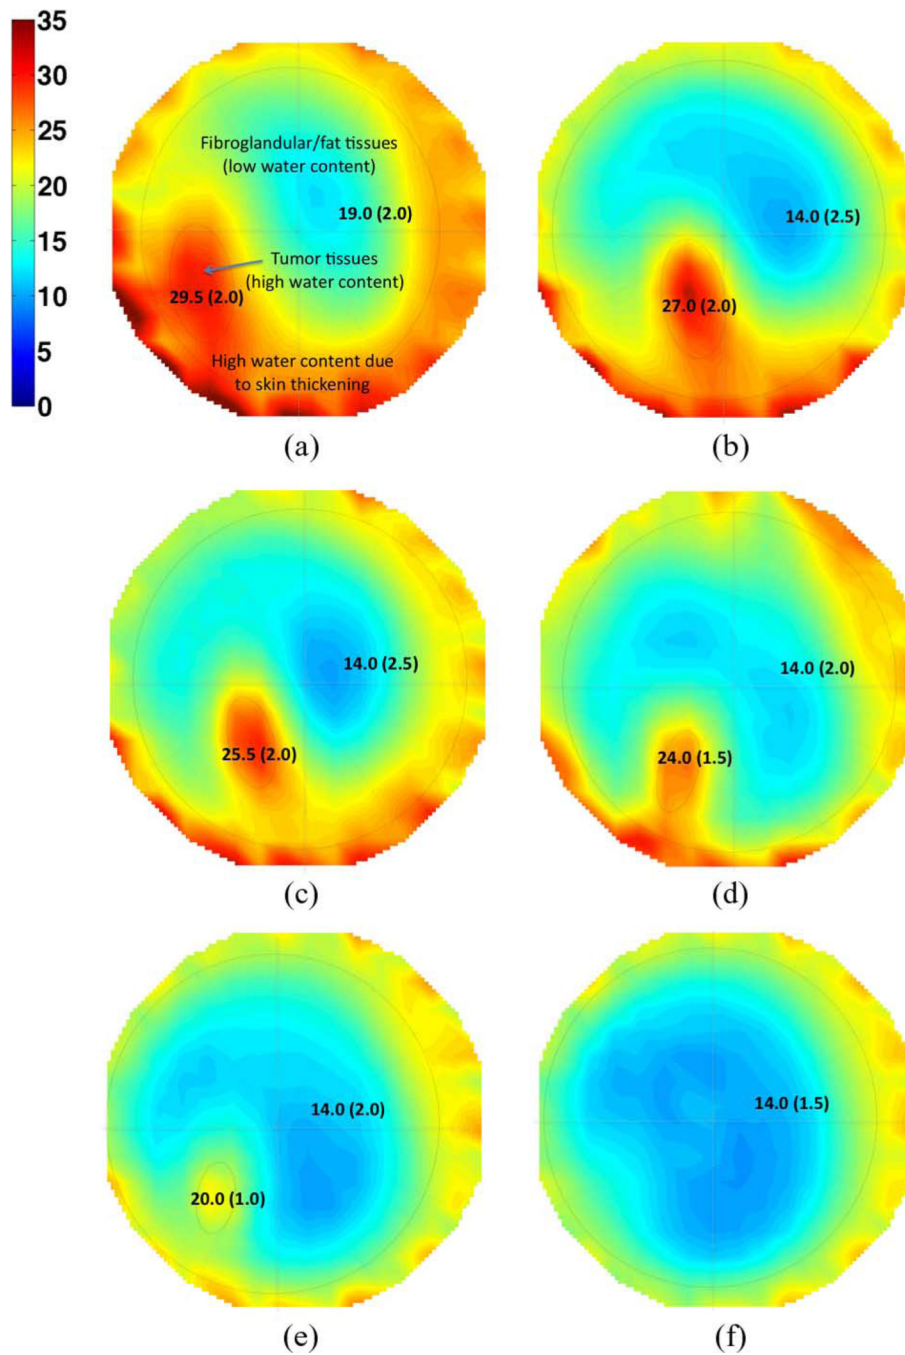 35
30
25
20
15
10
5
0
Fibroglandular/fat tissues
(low water content)
19.0 (2.0)
Tumor tissues
(high water content)
29.5 (2.0)
High water content due
to skin thickening
(a)
14.0 (2.5)
27.0 (2.0)
(b)
14.0 (2.5)
25.5 (2.0)
(c)
14.0 (2.0)
24.0 (1.5)
(d)
14.0 (2.0)
20.0 (1.0)
(e)
14.0 (1.5)
(f)